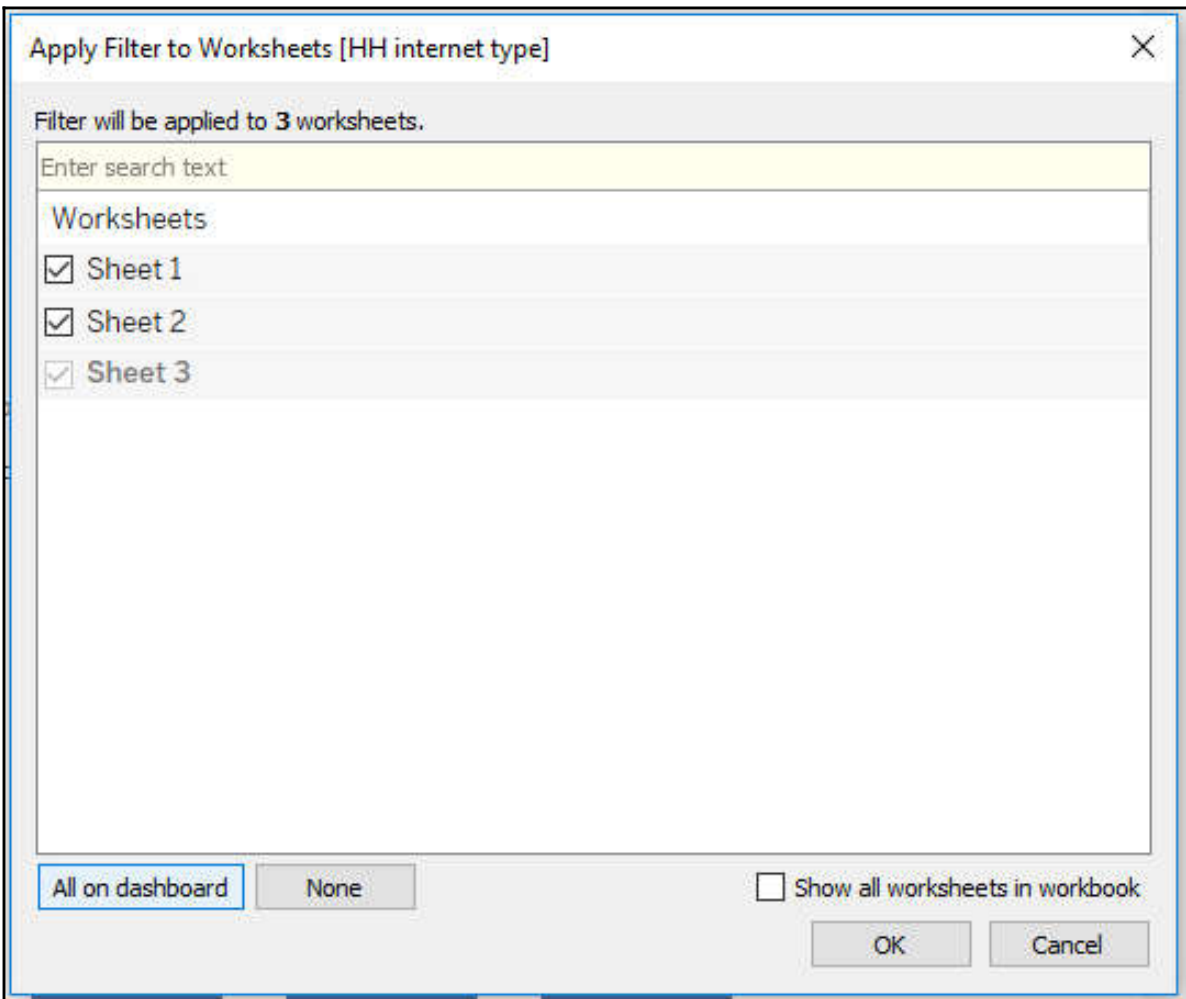 Apply Filter to Worksheets [HH internet type]
Filter will be applied to 3 worksheets.
Enter search text
Worksheets
Sheet 1
Sheet 2
Sheet 3
All on dashboard
None
Show all worksheets in workbook
OK
Cancel